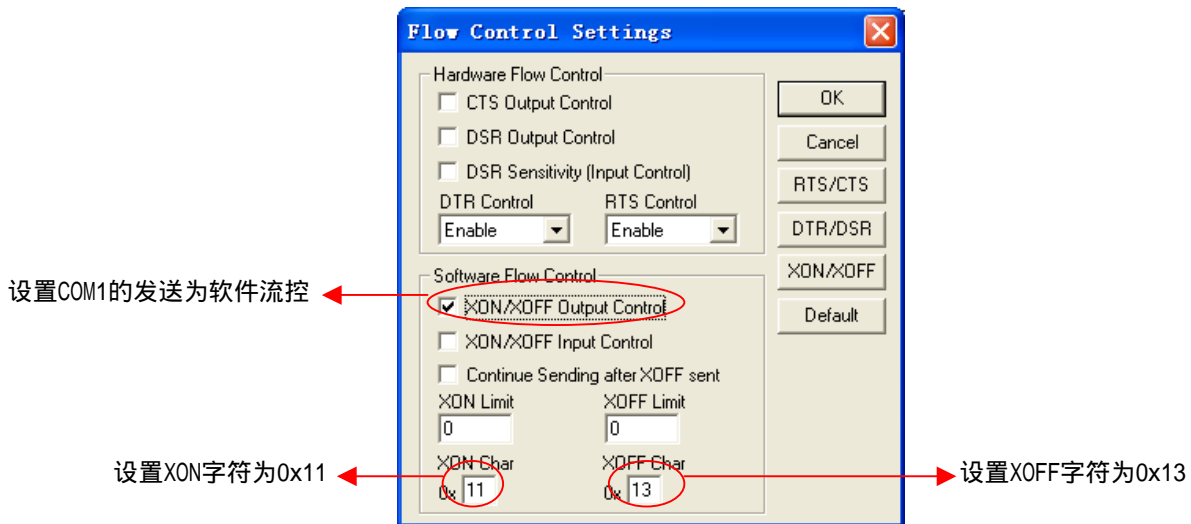 Flow Control Settings
Hardware Flow Control
CTS Output Control
DSR Output Control
DSR Sensitivity (Input Control)
DTR Control
RTS Control
Enable
Enable
OK
Cancel
RTS/CTS
DTR/DSR
XON/XOFF
Default
Software Flow Control
设置COM1的发送为软件流控
XON/XOFF Output Control
XON/XOFF Input Control
Continue Sending after XOFF sent
XON Limit
XOFF Limit
0
0
XON Char
XOFF Char
设置XON字符为0x11
0x 11
0x 13
设置XOFF字符为0x13